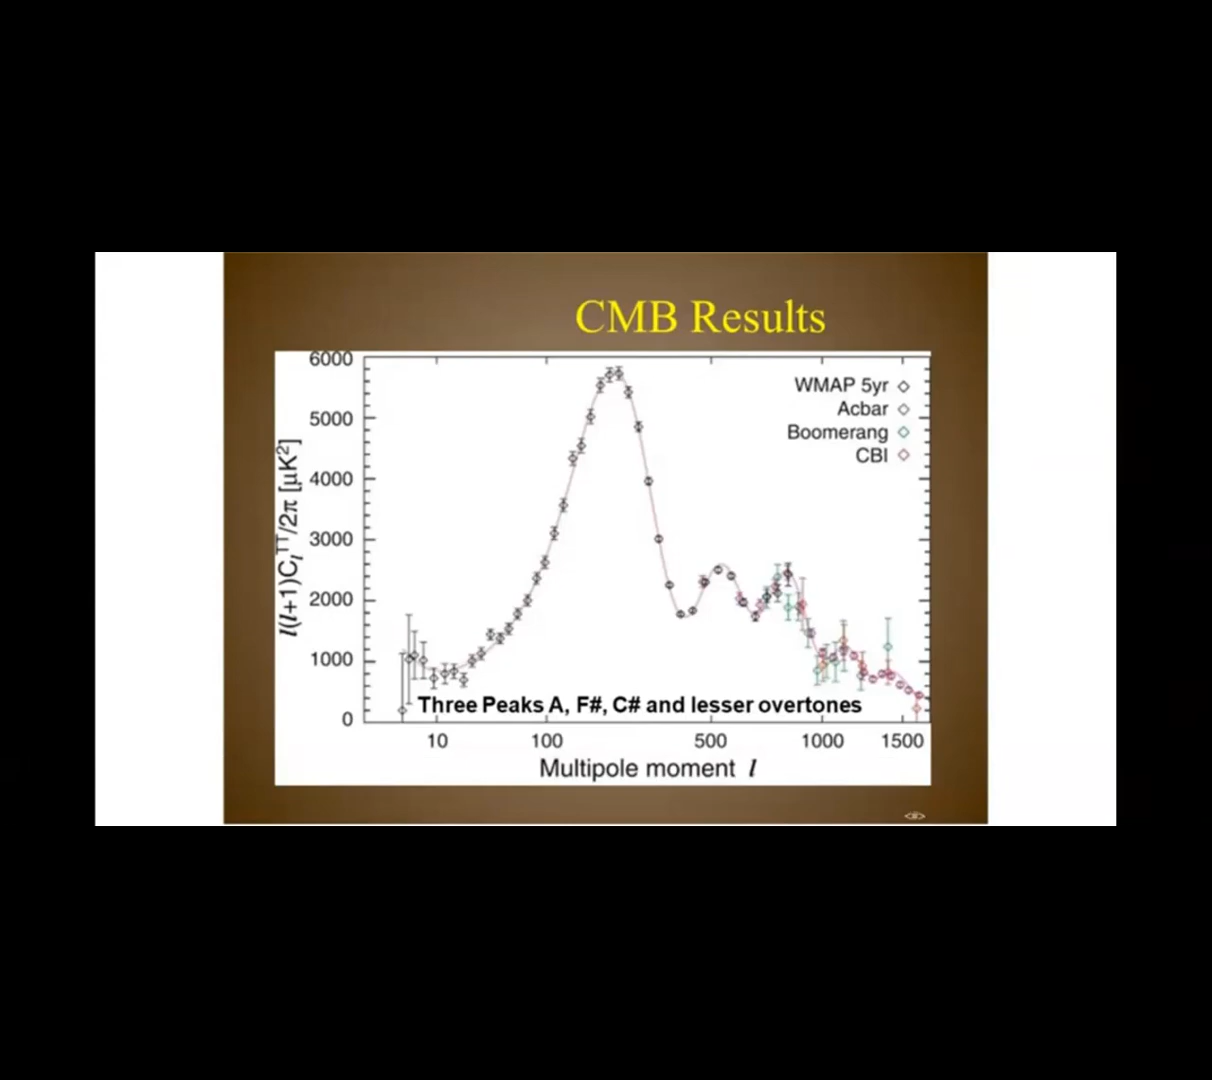 CMB Results
6000
5000
4000
3000
2000
1000
0
l(l+1)C_l^TT/2π [μK²]
WMAP 5yr
Acbar
Boomerang
CBI
Three Peaks A, F#, C# and lesser overtones
10 100 500 1000 1500
Multipole moment l